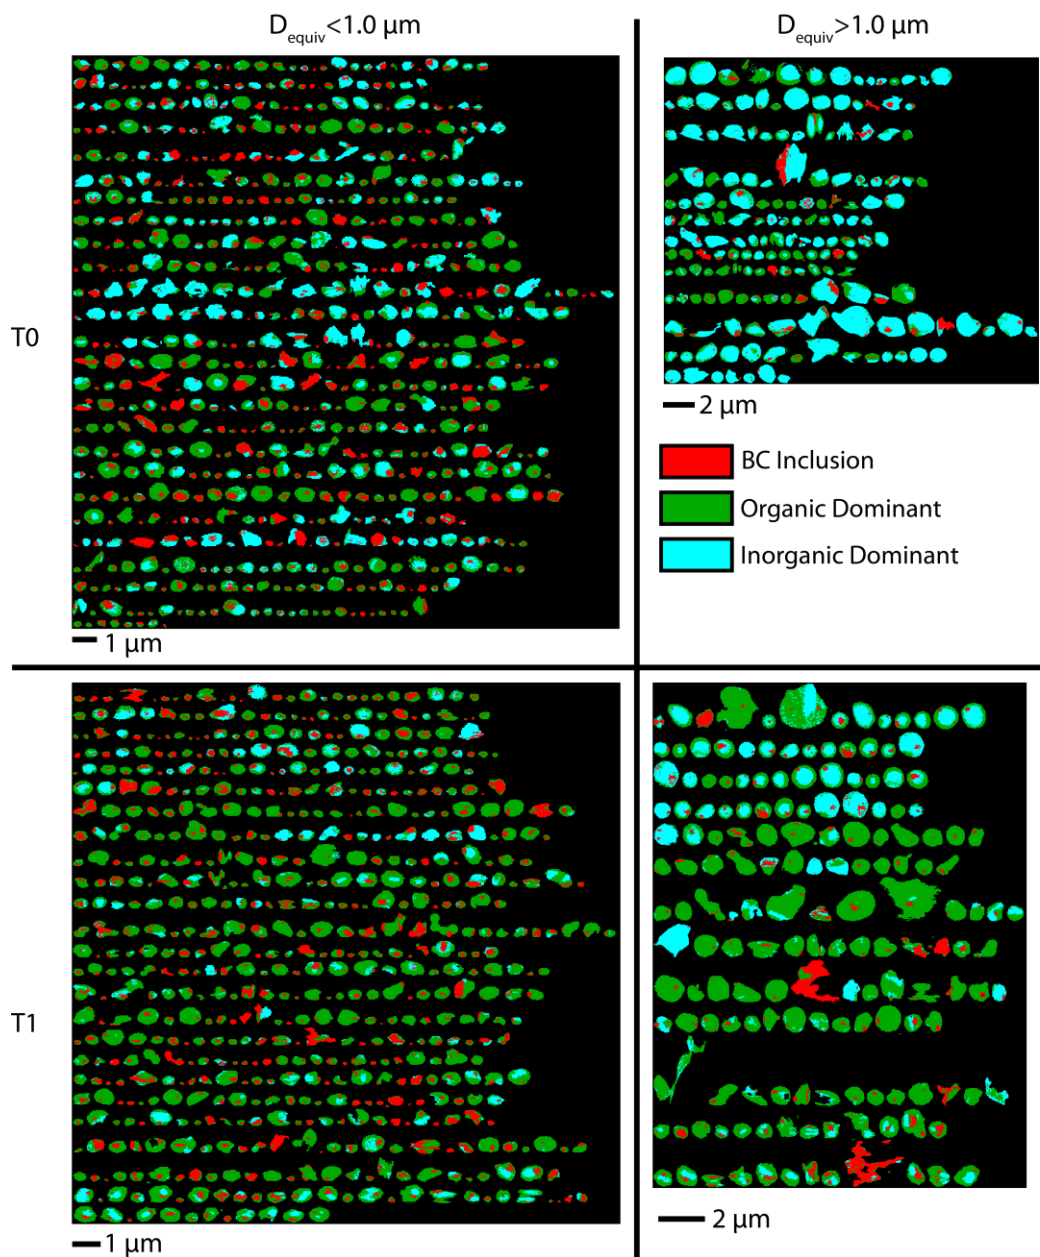 D_equiv<1.0 µm
D_equiv>1.0 µm
T0
2 µm
BC Inclusion
Organic Dominant
Inorganic Dominant
1 µm
T1
1 µm
2 µm